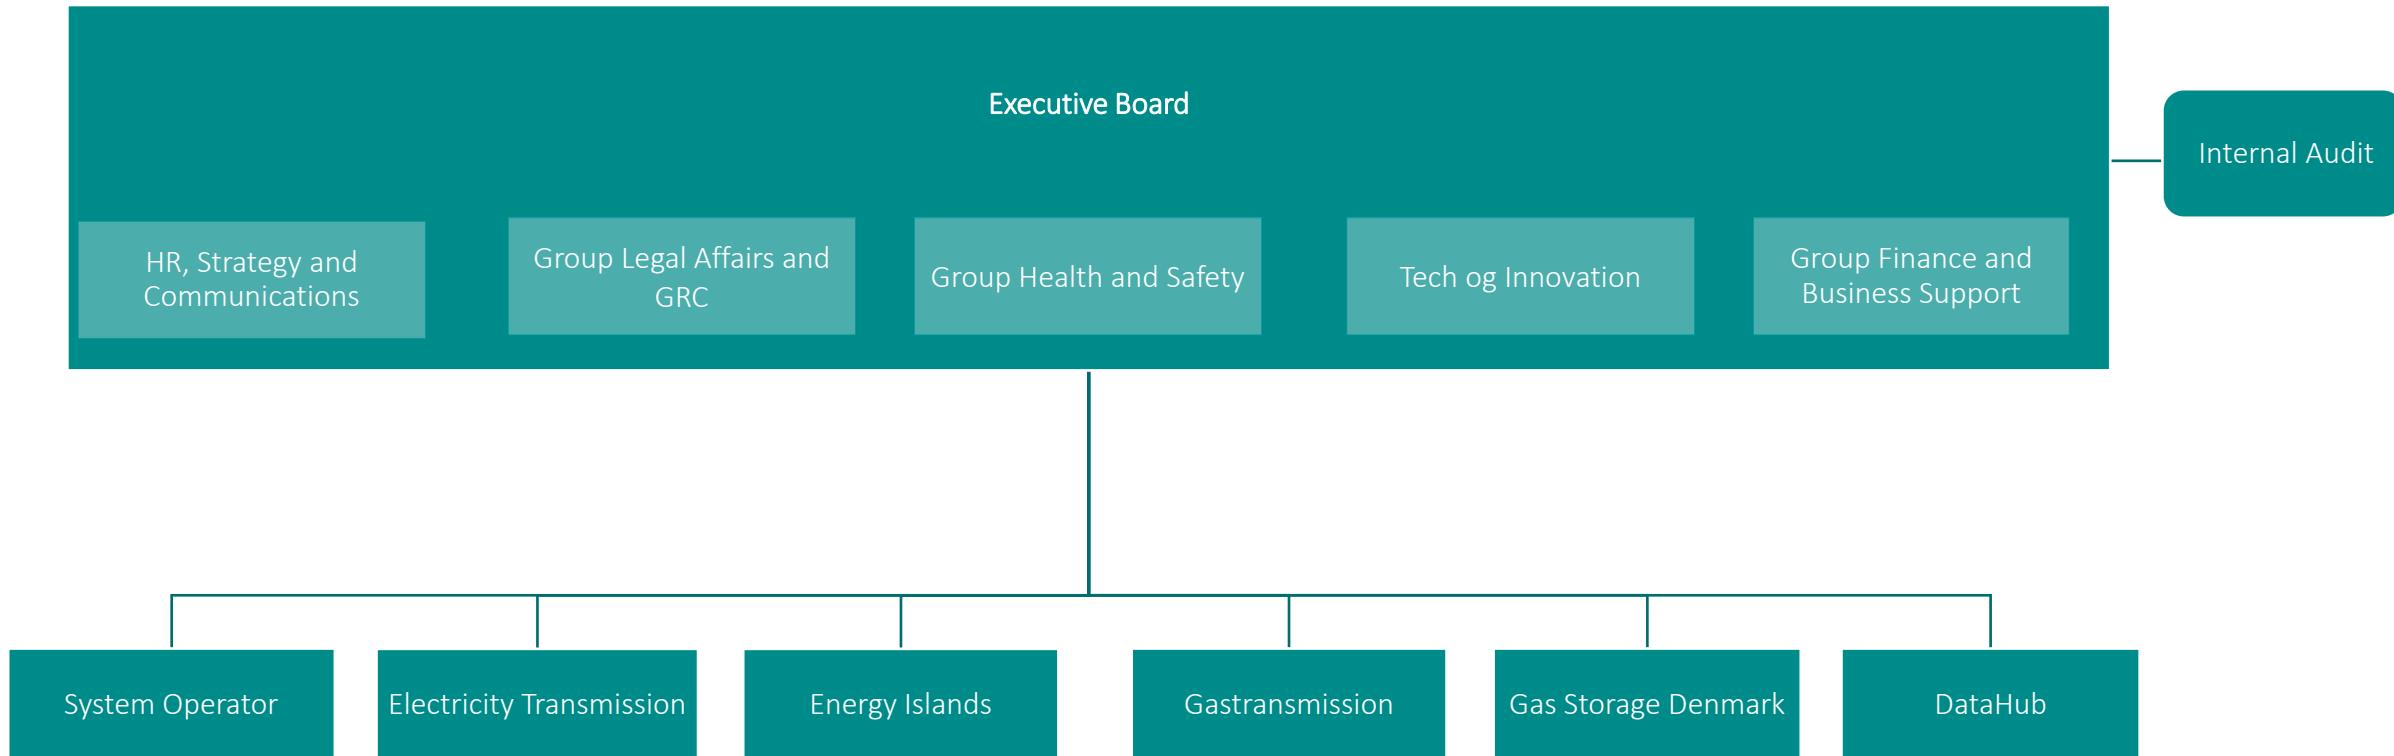 Executive Board
Internal Audit
HR, Strategy and
Communications
Group Legal Affairs and
GRC
Group Health and Safety
Tech og Innovation
Group Finance and
Business Support
System Operator
Electricity Transmission
Energy Islands
Gastransmission
Gas Storage Denmark
DataHub